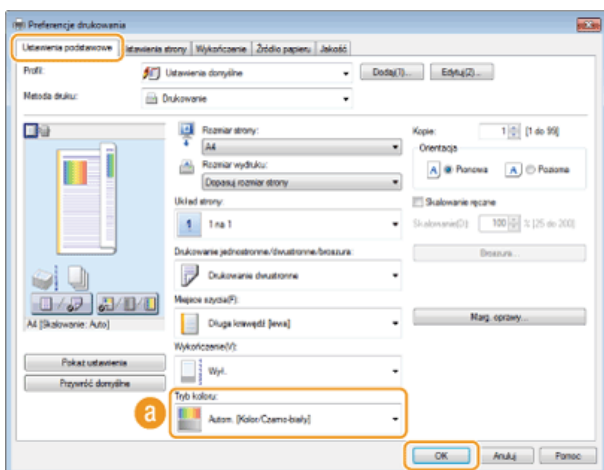 Preferencje drukowania
Ustawienia podstawowe Ustawienia strony Wykończenie Źródło papieru Jakość
Profil: Ustawienia domyślne Dodaj(1)... Edytuj(2)...
Metoda druku: Drukowanie
Rozmiar strony: Kopie: 1 [1 do 99]
A4 Orientacja
Rozmiar wydruku: A Pionowa A Pozioma
Dopasuj rozmiar strony
Układ strony: Skalowanie ręczne
1 1 na 1 Skalowanie(D): 100 % [25 do 200]
Drukowanie jednostronne/dwustronne/broszura: Broszura...
Drukowanie dwustronne
Miejsce szycia(F):
Długa krawędź [lewa] Marg. oprawy...
A4 [Skalowanie: Auto]
Wykończenie(V):
Pokaż ustawienia Wył.
Przywróć domyślne
Tryb koloru:
a Autom. [Kolor/Czarno-biały]
OK Anuluj Pomoc